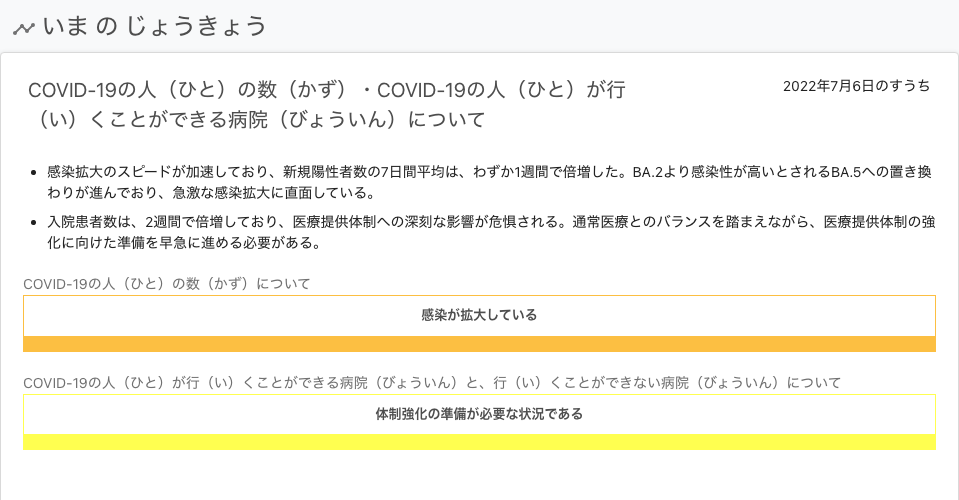 いま の じょうきょう
COVID-19の人（ひと）の数（かず）・COVID-19の人（ひと）が行
（い）くことができる病院（びょういん）について
2022年7月6日のすうち
感染拡大のスピードが加速しており、新規陽性者数の7日間平均は、わずか1週間で倍増した。BA.2より感染性が高いとされるBA.5への置き換
わりが進んでおり、急激な感染拡大に直面している。
入院患者数は、2週間で倍増しており、医療提供体制への深刻な影響が危惧される。通常医療とのバランスを踏まえながら、医療提供体制の強
化に向けた準備を早急に進める必要がある。
COVID-19の人（ひと）の数（かず）について
感染が拡大している
COVID-19の人（ひと）が行（い）くことができる病院（びょういん）と、行（い）くことができない病院（びょういん）について
体制強化の準備が必要な状況である